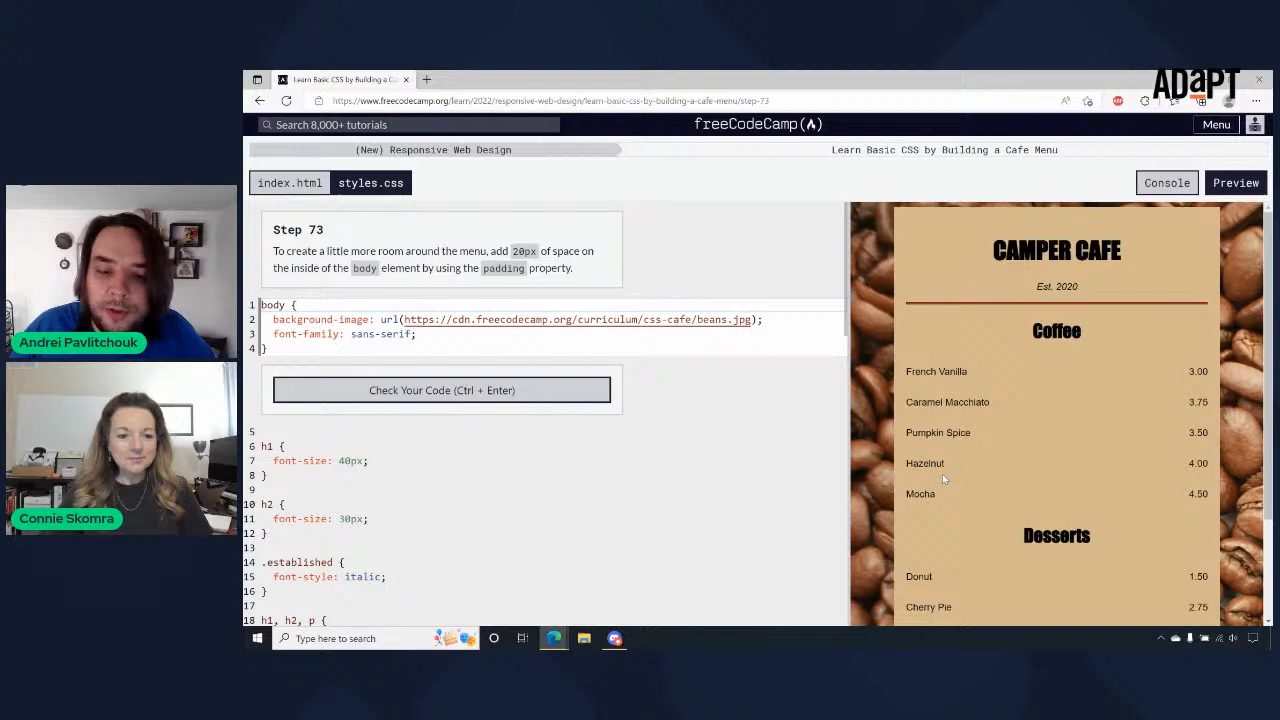 ADaPT
Learn Basic CSS by Building a Ca
https://www.freecodecamp.org/learn/2022/responsive-web-design/learn-basic-css-by-building-a-cafe-menu/step-73
Search 8,000+ tutorials
freeCodeCamp
Menu
(New) Responsive Web Design
Learn Basic CSS by Building a Cafe Menu
index.html
styles.css
Console
Preview
Step 73
To create a little more room around the menu, add 20px of space on
the inside of the body element by using the padding property.
1 body {
2 background-image: url(https://cdn.freecodecamp.org/curriculum/css-cafe/beans.jpg);
3 font-family: sans-serif;
4 }
Check Your Code (Ctrl + Enter)
5
6 h1 {
7 font-size: 40px;
8 }
9
10 h2 {
11 font-size: 30px;
12 }
13
14 .established {
15 font-style: italic;
16 }
17
18 h1, h2, p {
CAMPER CAFE
Est. 2020
Coffee
French Vanilla 3.00
Caramel Macchiato 3.75
Pumpkin Spice 3.50
Hazelnut 4.00
Mocha 4.50
Desserts
Donut 1.50
Cherry Pie 2.75
Andrei Pavlitchouk
Connie Skomra
Type here to search